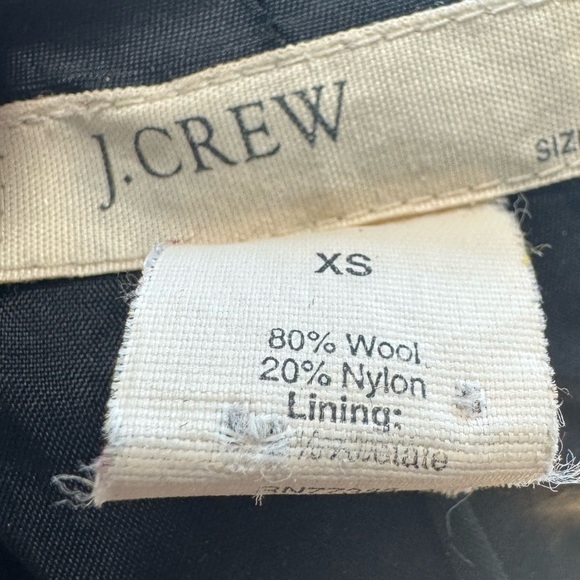 J.CREW
SIZE
XS
80% Wool
20% Nylon
Lining: